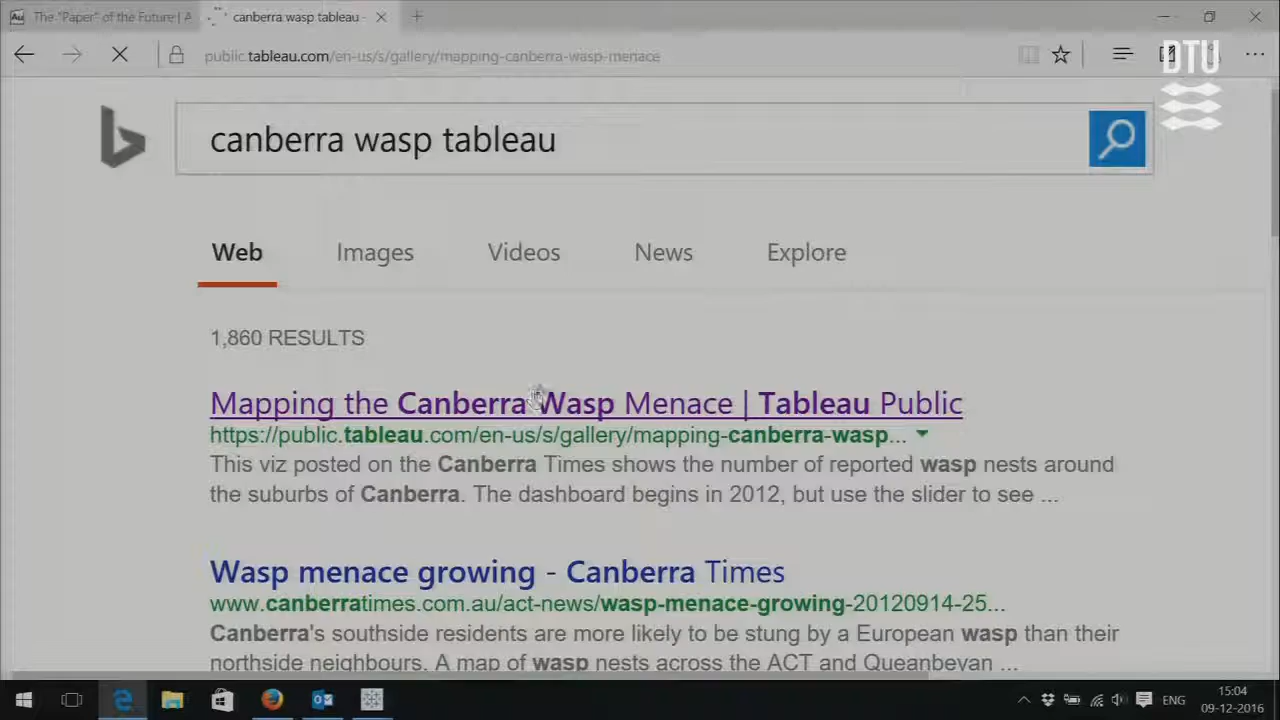 The "Paper" of the Future | A
canberra wasp tableau -
public.tableau.com/en-us/s/gallery/mapping-canberra-wasp-menace
DTU
canberra wasp tableau
Web Images Videos News Explore
1,860 RESULTS
Mapping the Canberra Wasp Menace | Tableau Public
https://public.tableau.com/en-us/s/gallery/mapping-canberra-wasp...
This viz posted on the Canberra Times shows the number of reported wasp nests around
the suburbs of Canberra. The dashboard begins in 2012, but use the slider to see ...
Wasp menace growing - Canberra Times
www.canberratimes.com.au/act-news/wasp-menace-growing-20120914-25...
Canberra's southside residents are more likely to be stung by a European wasp than their
northside neighbours. A map of wasp nests across the ACT and Queanbeyan ...
ENG
15:04
09-12-2016